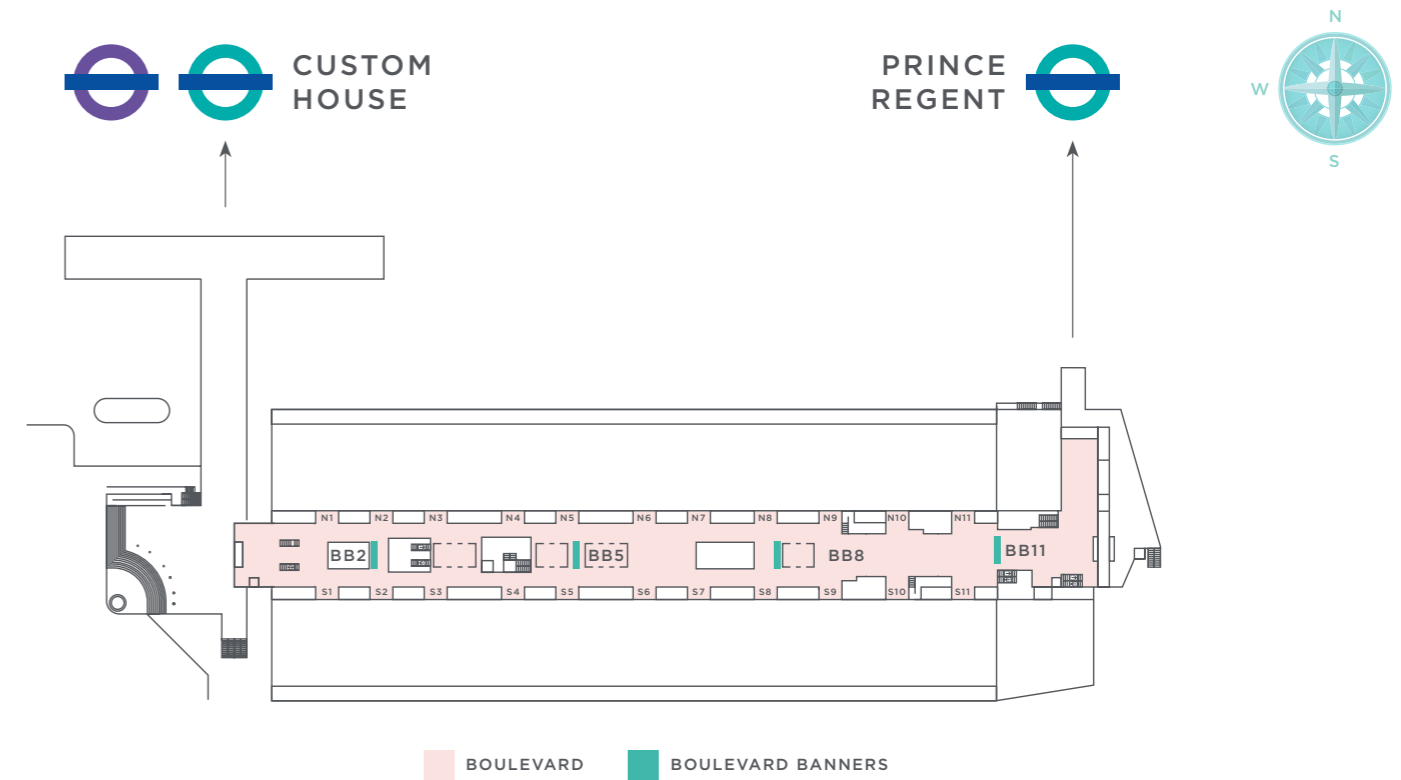 N
CUSTOM
HOUSE
PRINCE
REGENT
W
S
N1 N2 N3 N4 N5 N6 N7 N8 N9 N10 N11
BB2 BB5 BB8 BB11
S1 S2 S3 S4 S5 S6 S7 S8 S9 S10 S11
BOULEVARD BOULEVARD BANNERS